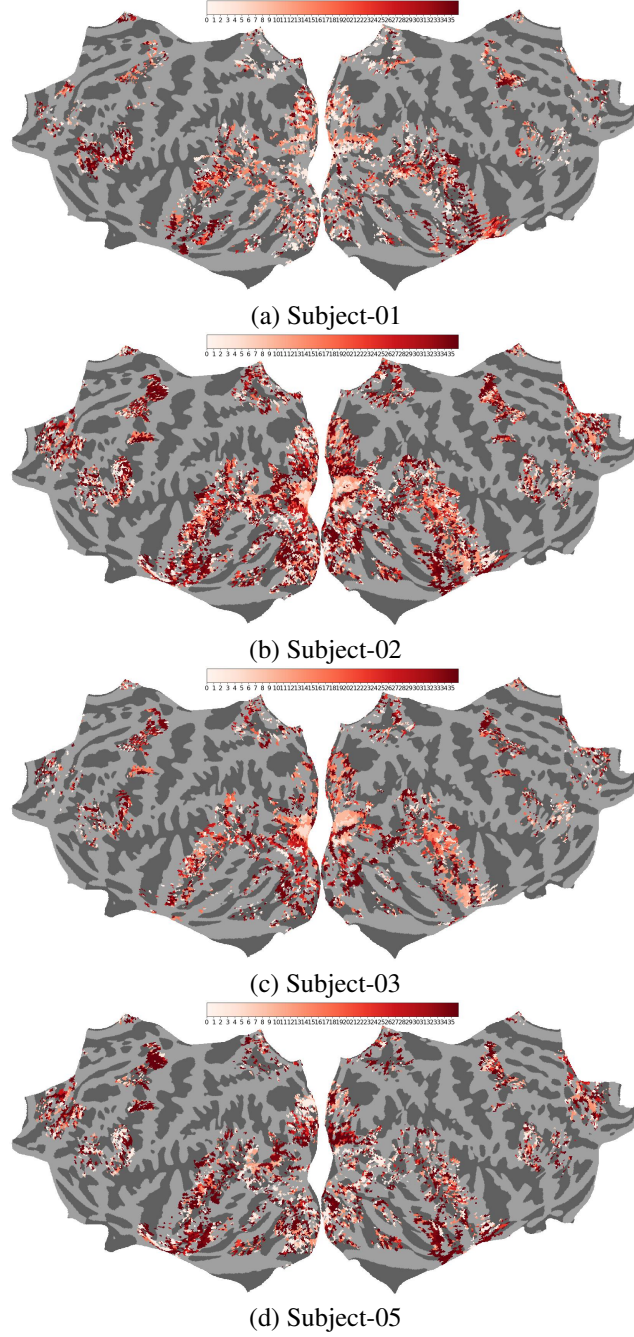 0 1 2 3 4 5 6 7 8 9 10 11 12 13 14 15 16 17 18 19 20 21 22 23 24 25 26 27 28 29 30 31 32 33 34 35
(a) Subject-01
0 1 2 3 4 5 6 7 8 9 10 11 12 13 14 15 16 17 18 19 20 21 22 23 24 25 26 27 28 29 30 31 32 33 34 35
(b) Subject-02
0 1 2 3 4 5 6 7 8 9 10 11 12 13 14 15 16 17 18 19 20 21 22 23 24 25 26 27 28 29 30 31 32 33 34 35
(c) Subject-03
0 1 2 3 4 5 6 7 8 9 10 11 12 13 14 15 16 17 18 19 20 21 22 23 24 25 26 27 28 29 30 31 32 33 34 35
(d) Subject-05